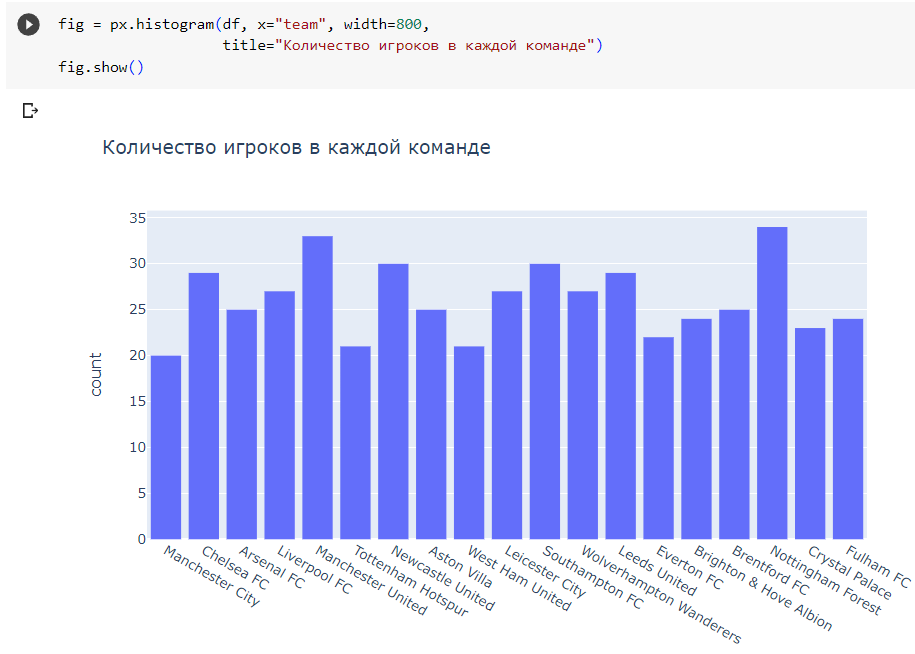 fig = px.histogram(df, x="team", width=800,
title="Количество игроков в каждой команде")
fig.show()
Количество игроков в каждой команде
35
30
25
20
15
10
5
0
count
Manchester City
Chelsea FC
Arsenal FC
Liverpool FC
Manchester United
Tottenham Hotspur
Newcastle United
Aston Villa
West Ham United
Leicester City
Southampton FC
Wolverhampton Wanderers
Leeds United
Everton FC
Brighton & Hove Albion
Brentford FC
Nottingham Forest
Crystal Palace
Fulham FC